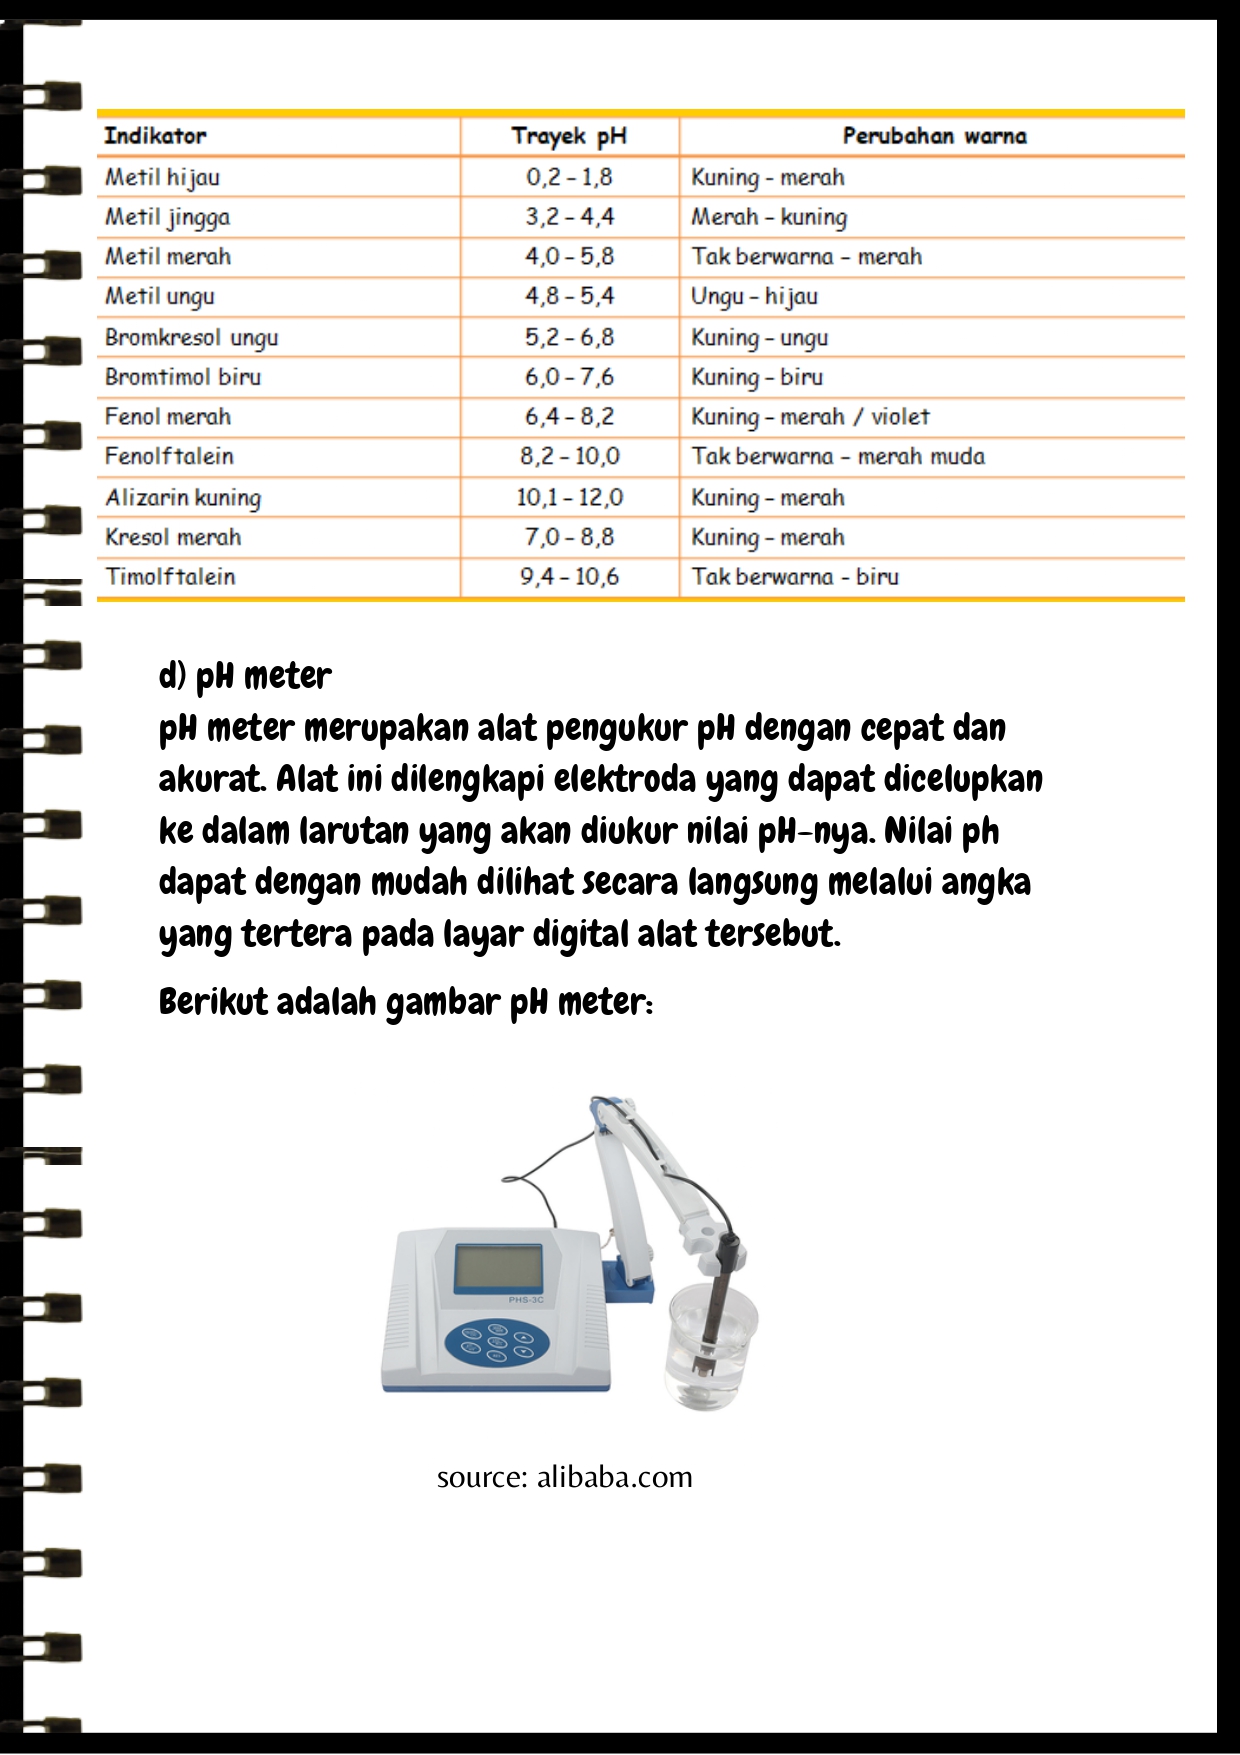 Indikator Trayek pH Perubahan warna
Metil hijau 0,2 – 1,8 Kuning – merah
Metil jingga 3,2 – 4,4 Merah – kuning
Metil merah 4,0 – 5,8 Tak berwarna – merah
Metil ungu 4,8 – 5,4 Ungu – hijau
Bromkresol ungu 5,2 – 6,8 Kuning – ungu
Bromtimol biru 6,0 – 7,6 Kuning – biru
Fenol merah 6,4 – 8,2 Kuning – merah / violet
Fenolftalein 8,2 – 10,0 Tak berwarna – merah muda
Alizarin kuning 10,1 – 12,0 Kuning – merah
Kresol merah 7,0 – 8,8 Kuning – merah
Timolftalein 9,4 – 10,6 Tak berwarna - biru
d) pH meter
pH meter merupakan alat pengukur pH dengan cepat dan
akurat. Alat ini dilengkapi elektroda yang dapat dicelupkan
ke dalam larutan yang akan diukur nilai pH-nya. Nilai ph
dapat dengan mudah dilihat secara langsung melalui angka
yang tertera pada layar digital alat tersebut.
Berikut adalah gambar pH meter:
PHS-3C
source: alibaba.com